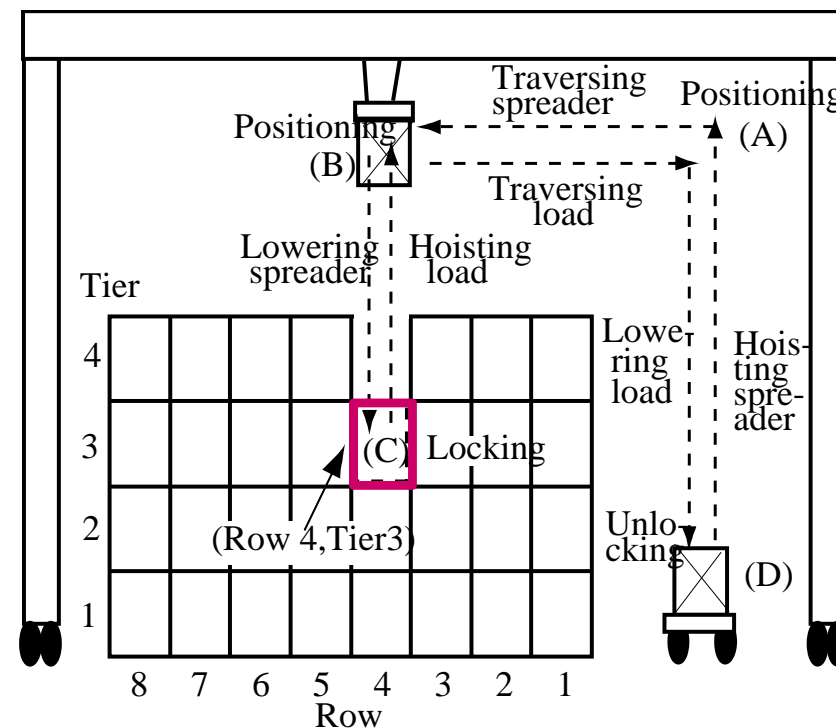 Traversing
spreader
Positioning
(A)
Positioning
(B)
Traversing
load
Lowering
spreader
Hoisting
load
Tier
4
3
2
1
Lowe-
ring
load
Hois-
ting
spre-
ader
(C)
Locking
(Row 4,Tier3)
Unlo-
cking
(D)
8 7 6 5 4 3 2 1
Row